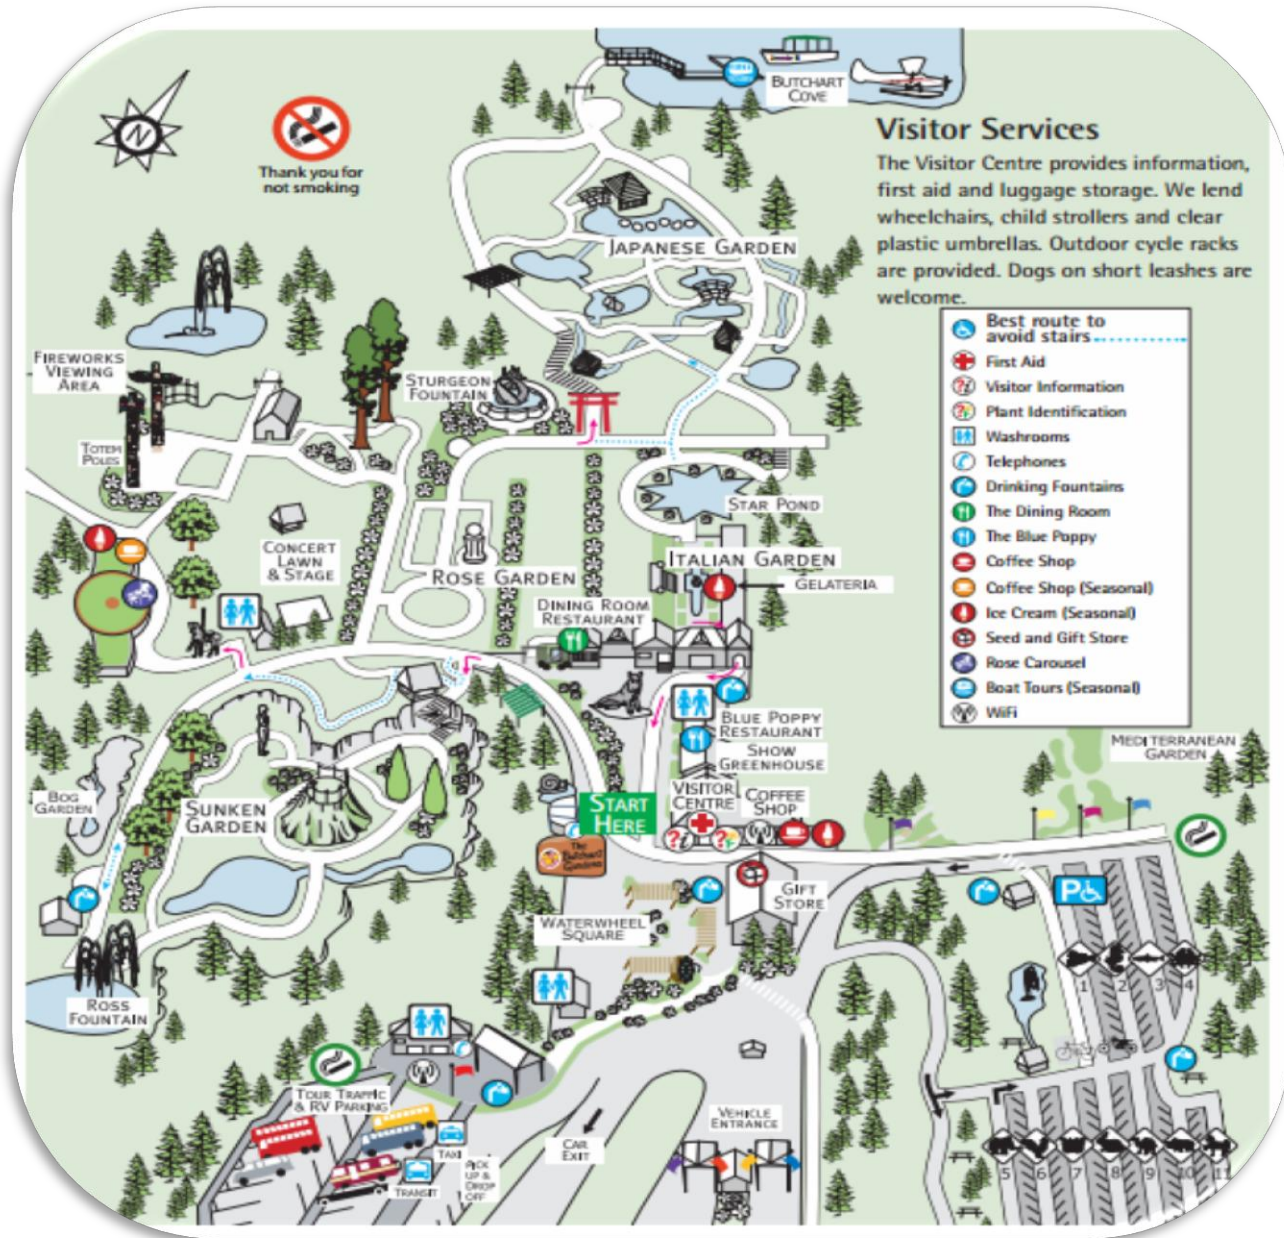 BUTCHART
COVE
N
Thank you for
not smoking
Visitor Services
The Visitor Centre provides information,
first aid and luggage storage. We lend
wheelchairs, child strollers and clear
plastic umbrellas. Outdoor cycle racks
are provided. Dogs on short leashes are
welcome.
Best route to
avoid stairs
First Aid
Visitor Information
Plant Identification
Washrooms
Telephones
Drinking Fountains
The Dining Room
The Blue Poppy
Coffee Shop
Coffee Shop (Seasonal)
Ice Cream (Seasonal)
Seed and Gift Store
Rose Carousel
Boat Tours (Seasonal)
WiFi
JAPANESE GARDEN
FIREWORKS
VIEWING
AREA
STURGEON
FOUNTAIN
TOTEM
POLES
STAR POND
CONCERT
LAWN
& STAGE
ROSE GARDEN
ITALIAN GARDEN
GELATERIA
DINING ROOM
RESTAURANT
BLUE POPPY
RESTAURANT
SHOW
GREENHOUSE
MEDITERRANEAN
GARDEN
BOG
GARDEN
SUNKEN
GARDEN
START
HERE
VISITOR
CENTRE
COFFEE
SHOP
The
Butchart
Gardens
GIFT
STORE
P
WATERWHEEL
SQUARE
ROSS
FOUNTAIN
1 2 3 4
TOUR TRAFFIC
& RV PARKING
VEHICLE
ENTRANCE
CAR
EXIT
TAXI
TRANSIT
PICK
UP &
DROP
OFF
5 6 7 8 9 10 11